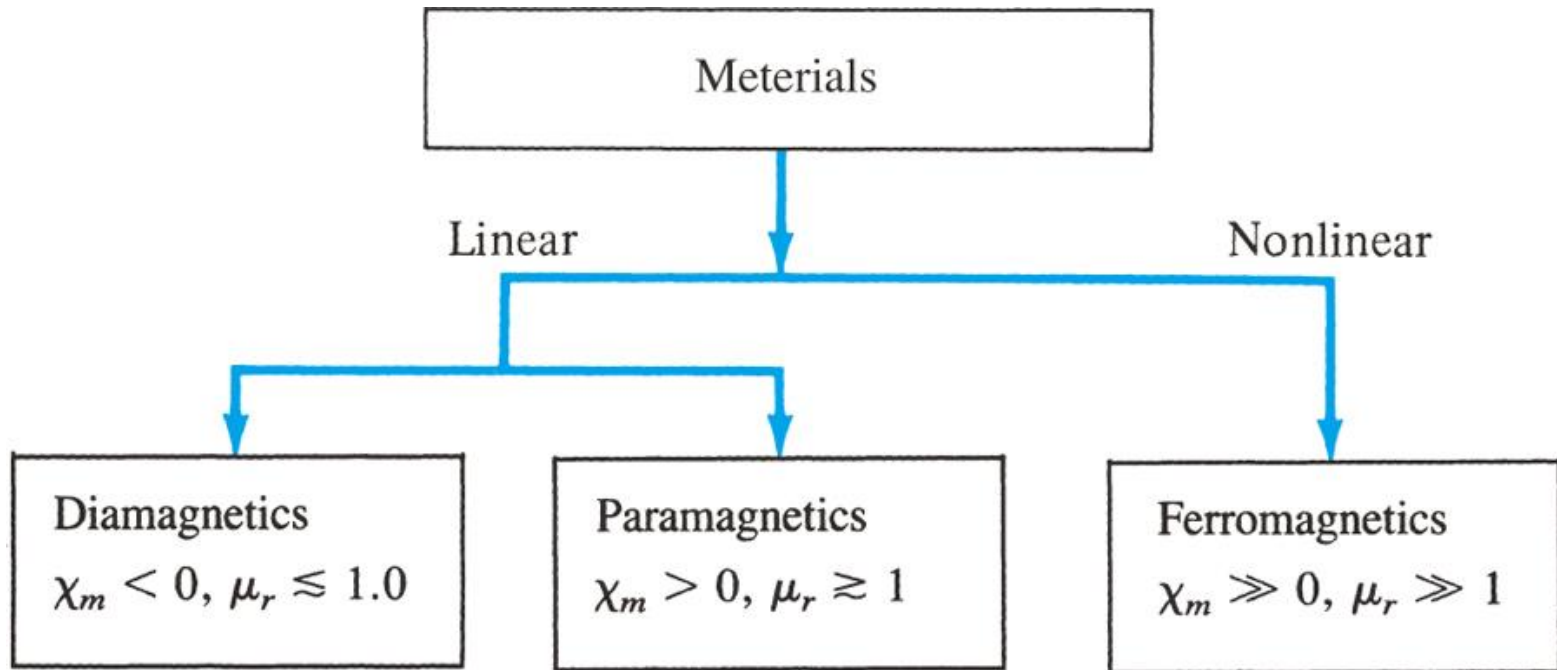 Meterials
Linear
Nonlinear
Diamagnetics
χm < 0, μr ≲ 1.0
Paramagnetics
χm > 0, μr ≳ 1
Ferromagnetics
χm ≫ 0, μr ≫ 1